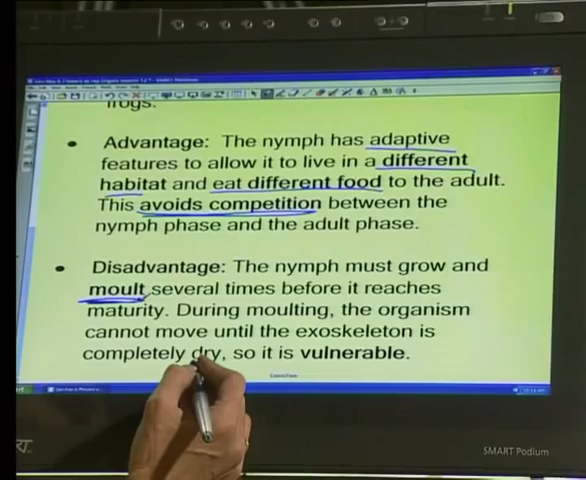 frogs.
• Advantage: The nymph has adaptive
features to allow it to live in a different
habitat and eat different food to the adult.
This avoids competition between the
nymph phase and the adult phase.
• Disadvantage: The nymph must grow and
moult several times before it reaches
maturity. During moulting, the organism
cannot move until the exoskeleton is
completely dry, so it is vulnerable.
SMART Podium